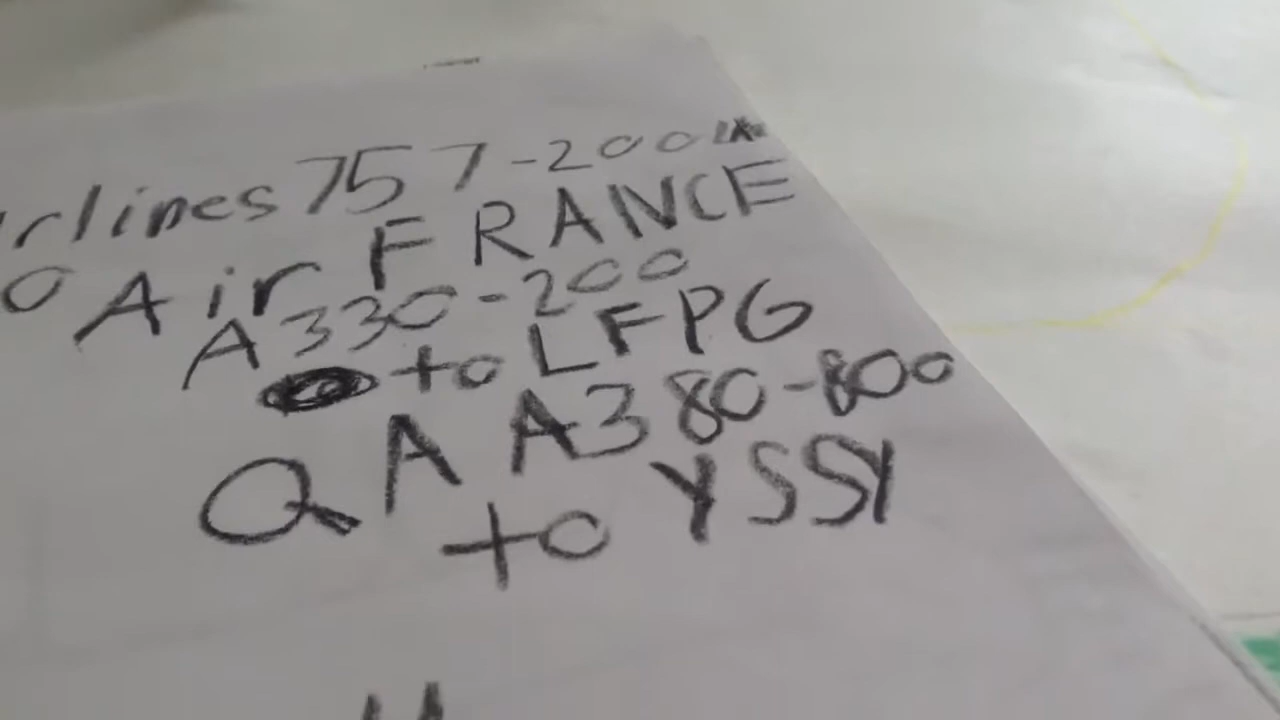 rlines 757-200
O Air FRANCE
A330-200
to LFPG
QA A380-800
to YSSY